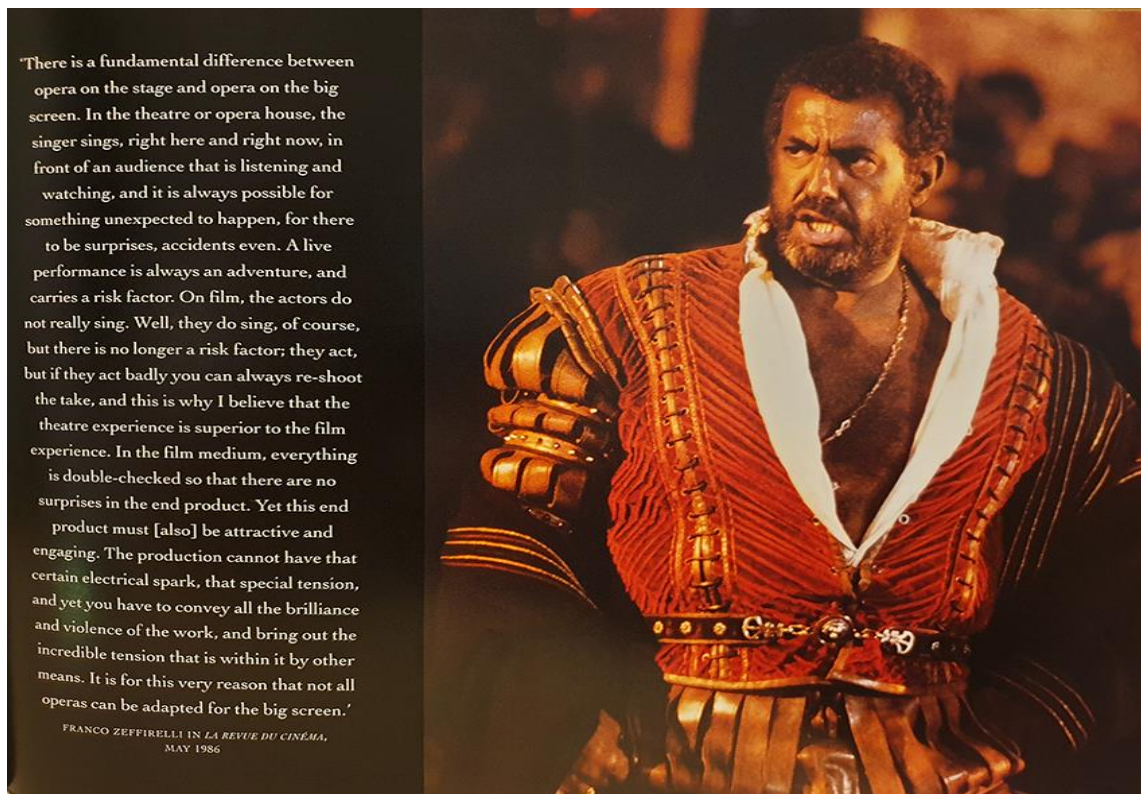 ‘There is a fundamental difference between
opera on the stage and opera on the big
screen. In the theatre or opera house, the
singer sings, right here and right now, in
front of an audience that is listening and
watching, and it is always possible for
something unexpected to happen, for there
to be surprises, accidents even. A live
performance is always an adventure, and
carries a risk factor. On film, the actors do
not really sing. Well, they do sing, of course,
but there is no longer a risk factor; they act,
but if they act badly you can always re-shoot
the take, and this is why I believe that the
theatre experience is superior to the film
experience. In the film medium, everything
is double-checked so that there are no
surprises in the end product. Yet this end
product must [also] be attractive and
engaging. The production cannot have that
certain electrical spark, that special tension,
and yet you have to convey all the brilliance
and violence of the work, and bring out the
incredible tension that is within it by other
means. It is for this very reason that not all
operas can be adapted for the big screen.’
FRANCO ZEFFIRELLI IN LA REVUE DU CINÉMA,
MAY 1986